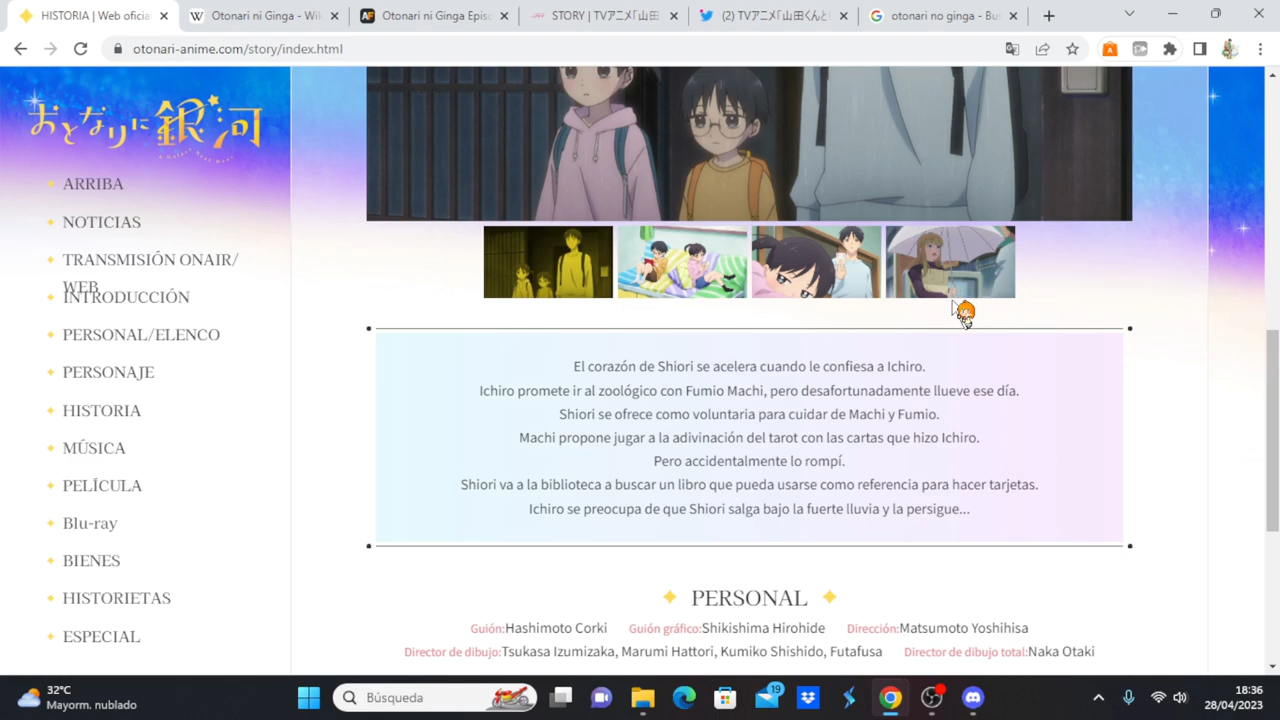 HISTORIA | Web oficia
Otonari ni Ginga - Wik
Otonari ni Ginga Episo
STORY | TVアニメ「山田
(2) TVアニメ「山田くんと
otonari no ginga - Bus
otonari-anime.com/story/index.html
おとなりに銀河
ARRIBA
NOTICIAS
TRANSMISIÓN ONAIR/
WEB
INTRODUCCIÓN
PERSONAL/ELENCO
PERSONAJE
HISTORIA
MÚSICA
PELÍCULA
Blu-ray
BIENES
HISTORIETAS
ESPECIAL
El corazón de Shiori se acelera cuando le confiesa a Ichiro.
Ichiro promete ir al zoológico con Fumio Machi, pero desafortunadamente llueve ese día.
Shiori se ofrece como voluntaria para cuidar de Machi y Fumio.
Machi propone jugar a la adivinación del tarot con las cartas que hizo Ichiro.
Pero accidentalmente lo rompí.
Shiori va a la biblioteca a buscar un libro que pueda usarse como referencia para hacer tarjetas.
Ichiro se preocupa de que Shiori salga bajo la fuerte lluvia y la persigue...
PERSONAL
Guión:Hashimoto Corki Guión gráfico:Shikishima Hirohide Dirección:Matsumoto Yoshihisa
Director de dibujo:Tsukasa Izumizaka, Marumi Hattori, Kumiko Shishido, Futafusa Director de dibujo total:Naka Otaki
32°C
Mayorm. nublado
Búsqueda
19
18:36
28/04/2023